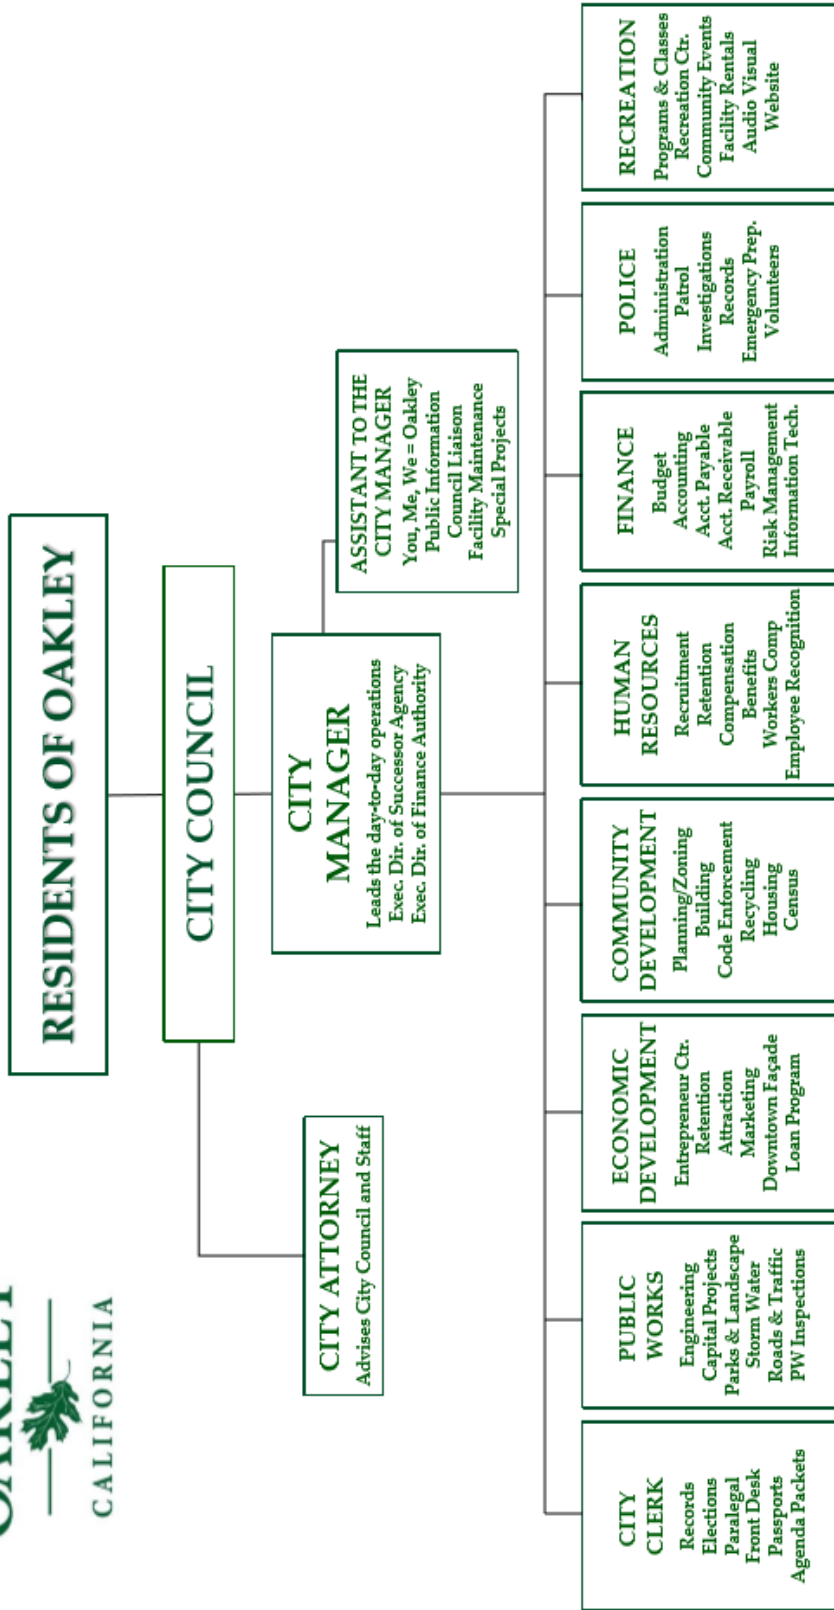 OAKLEY
CALIFORNIA
RESIDENTS OF OAKLEY
CITY COUNCIL
CITY ATTORNEY
Advises City Council and Staff
CITY
MANAGER
Leads the day-to-day operations
Exec. Dir. of Successor Agency
Exec. Dir. of Finance Authority
ASSISTANT TO THE
CITY MANAGER
You, Me, We = Oakley
Public Information
Council Liaison
Facility Maintenance
Special Projects
CITY
CLERK
Records
Elections
Paralegal
Front Desk
Passports
Agenda Packets
PUBLIC
WORKS
Engineering
Capital Projects
Parks & Landscape
Storm Water
Roads & Traffic
PW Inspections
ECONOMIC
DEVELOPMENT
Entrepreneur Ctr.
Retention
Attraction
Marketing
Downtown Façade
Loan Program
COMMUNITY
DEVELOPMENT
Planning/Zoning
Building
Code Enforcement
Recycling
Housing
Census
HUMAN
RESOURCES
Recruitment
Retention
Compensation
Benefits
Workers Comp
Employee Recognition
FINANCE
Budget
Accounting
Acct. Payable
Acct. Receivable
Payroll
Risk Management
Information Tech.
POLICE
Administration
Patrol
Investigations
Records
Emergency Prep.
Volunteers
RECREATION
Programs & Classes
Recreation Ctr.
Community Events
Facility Rentals
Audio Visual
Website